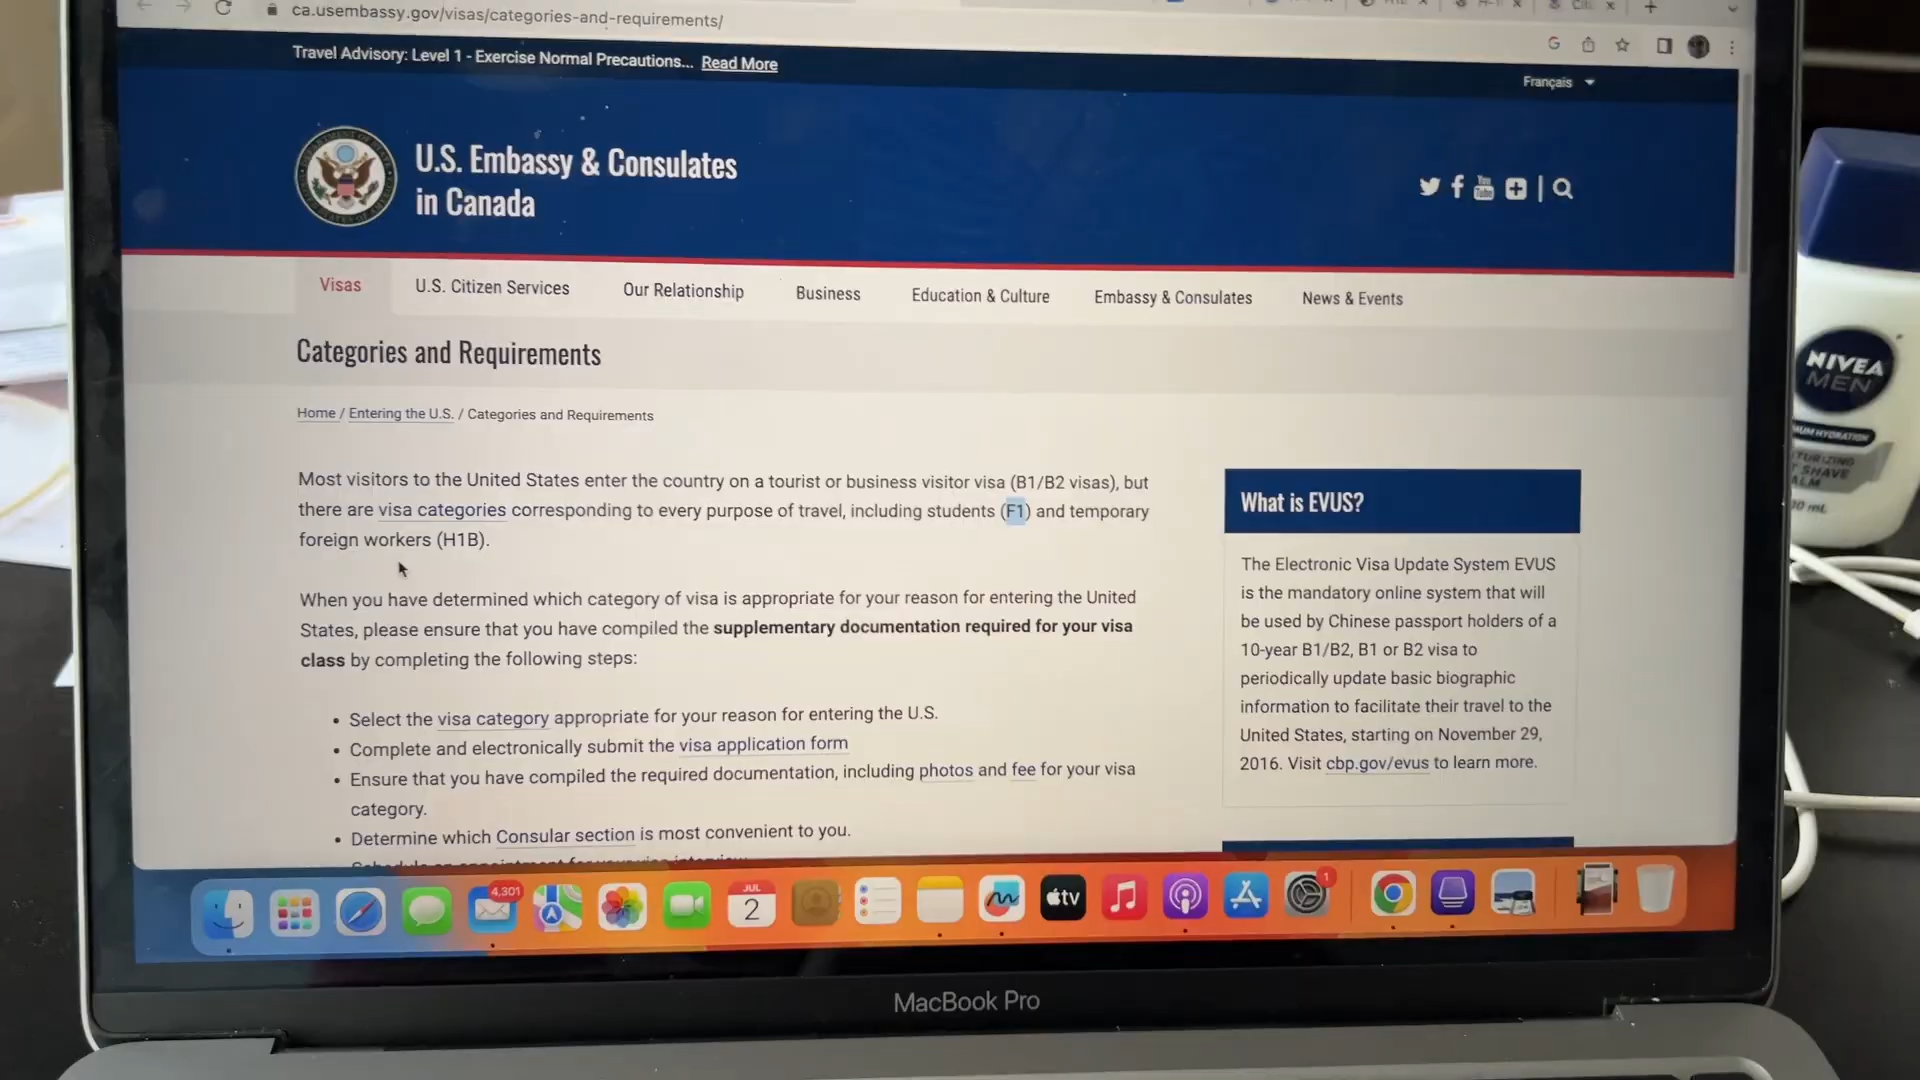 ca.usembassy.gov/visas/categories-and-requirements/
Travel Advisory: Level 1 - Exercise Normal Precautions... Read More
Français
U.S. Embassy & Consulates
in Canada
You
Tube
Visas
U.S. Citizen Services
Our Relationship
Business
Education & Culture
Embassy & Consulates
News & Events
Categories and Requirements
Home / Entering the U.S. / Categories and Requirements
Most visitors to the United States enter the country on a tourist or business visitor visa (B1/B2 visas), but
there are visa categories corresponding to every purpose of travel, including students (F1) and temporary
foreign workers (H1B).
When you have determined which category of visa is appropriate for your reason for entering the United
States, please ensure that you have compiled the supplementary documentation required for your visa
class by completing the following steps:
• Select the visa category appropriate for your reason for entering the U.S.
• Complete and electronically submit the visa application form
• Ensure that you have compiled the required documentation, including photos and fee for your visa
category.
• Determine which Consular section is most convenient to you.
What is EVUS?
The Electronic Visa Update System EVUS
is the mandatory online system that will
be used by Chinese passport holders of a
10-year B1/B2, B1 or B2 visa to
periodically update basic biographic
information to facilitate their travel to the
United States, starting on November 29,
2016. Visit cbp.gov/evus to learn more.
4,301
JUL
2
tv
1
MacBook Pro
NIVEA
MEN
HYDRATION
SHAVE